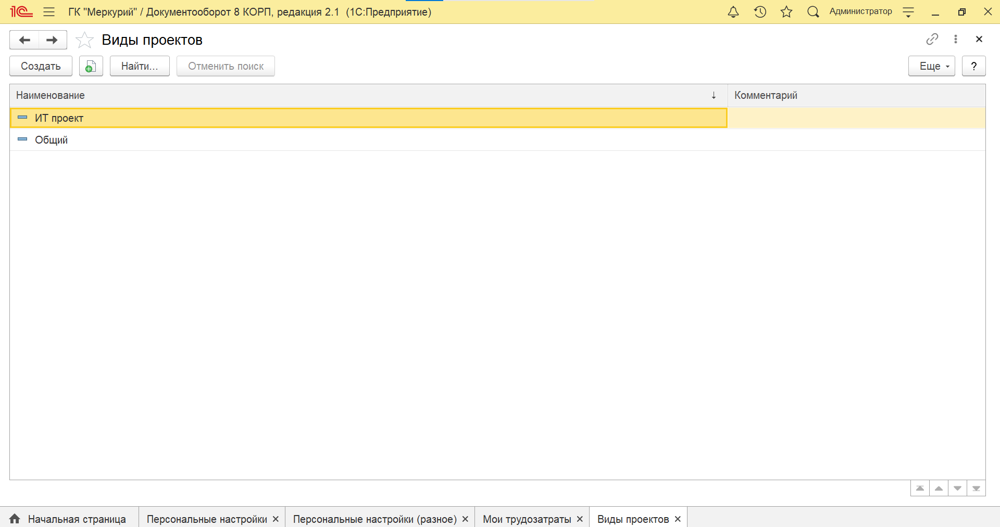 1С ГК "Меркурий" / Документооборот 8 КОРП, редакция 2.1 (1С:Предприятие) Администратор
Виды проектов
Создать Найти... Отменить поиск Еще ?
Наименование ↓ Комментарий
ИТ проект
Общий
Начальная страница Персональные настройки × Персональные настройки (разное) × Мои трудозатраты × Виды проектов ×